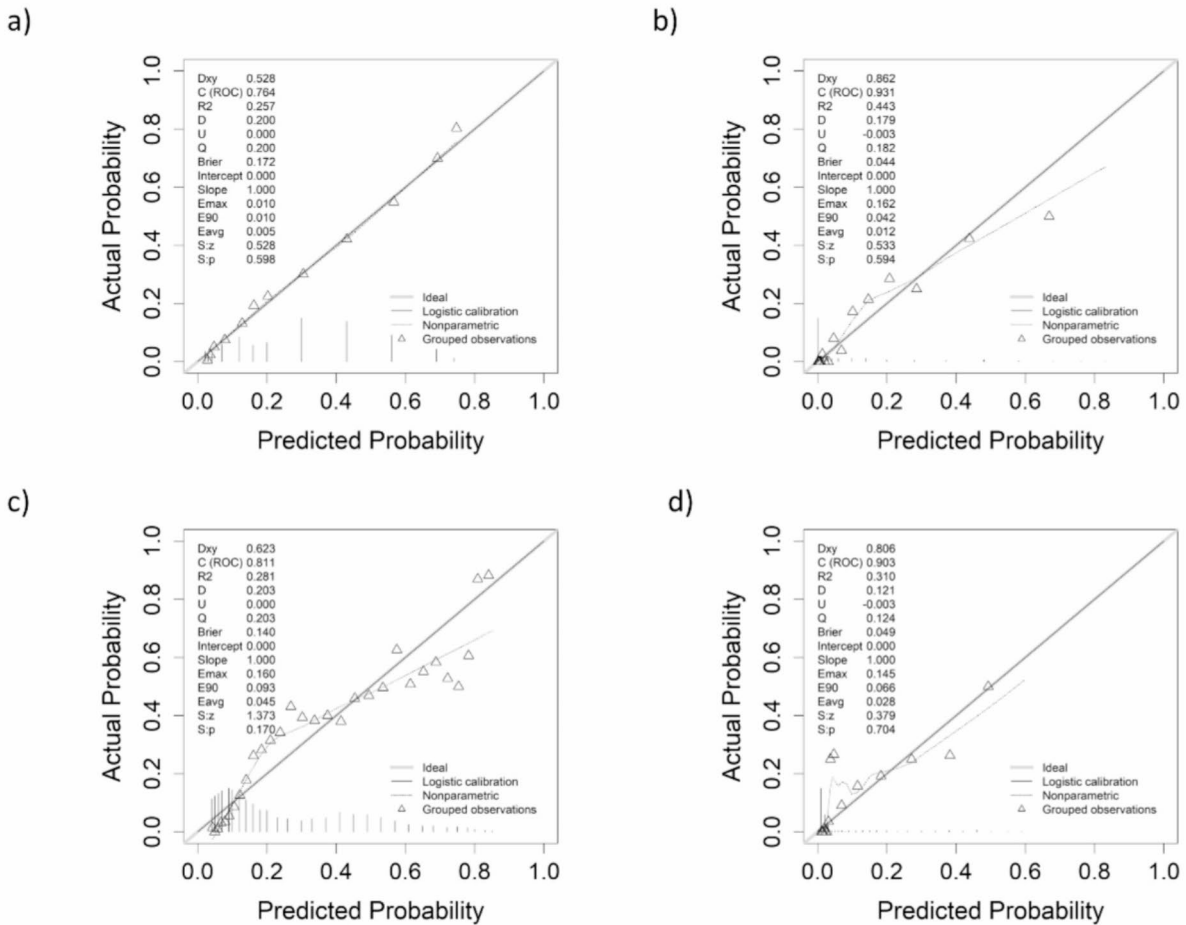 a)
1.0
0.8
0.6
0.4
0.2
0.0
Actual Probability
Dxy 0.528
C (ROC) 0.764
R2 0.257
D 0.200
U 0.000
Q 0.200
Brier 0.172
Intercept 0.000
Slope 1.000
Emax 0.010
E90 0.010
Eavg 0.005
S:z 0.528
S:p 0.598
Ideal
Logistic calibration
Nonparametric
Grouped observations
0.0 0.2 0.4 0.6 0.8 1.0
Predicted Probability
b)
1.0
0.8
0.6
0.4
0.2
0.0
Actual Probability
Dxy 0.862
C (ROC) 0.931
R2 0.443
D 0.179
U -0.003
Q 0.182
Brier 0.044
Intercept 0.000
Slope 1.000
Emax 0.162
E90 0.042
Eavg 0.012
S:z 0.533
S:p 0.594
Ideal
Logistic calibration
Nonparametric
Grouped observations
0.0 0.2 0.4 0.6 0.8 1.0
Predicted Probability
c)
1.0
0.8
0.6
0.4
0.2
0.0
Actual Probability
Dxy 0.623
C (ROC) 0.811
R2 0.281
D 0.203
U 0.000
Q 0.203
Brier 0.140
Intercept 0.000
Slope 1.000
Emax 0.160
E90 0.093
Eavg 0.045
S:z 1.373
S:p 0.170
Ideal
Logistic calibration
Nonparametric
Grouped observations
0.0 0.2 0.4 0.6 0.8 1.0
Predicted Probability
d)
1.0
0.8
0.6
0.4
0.2
0.0
Actual Probability
Dxy 0.806
C (ROC) 0.903
R2 0.310
D 0.121
U -0.003
Q 0.124
Brier 0.049
Intercept 0.000
Slope 1.000
Emax 0.145
E90 0.066
Eavg 0.028
S:z 0.379
S:p 0.704
Ideal
Logistic calibration
Nonparametric
Grouped observations
0.0 0.2 0.4 0.6 0.8 1.0
Predicted Probability